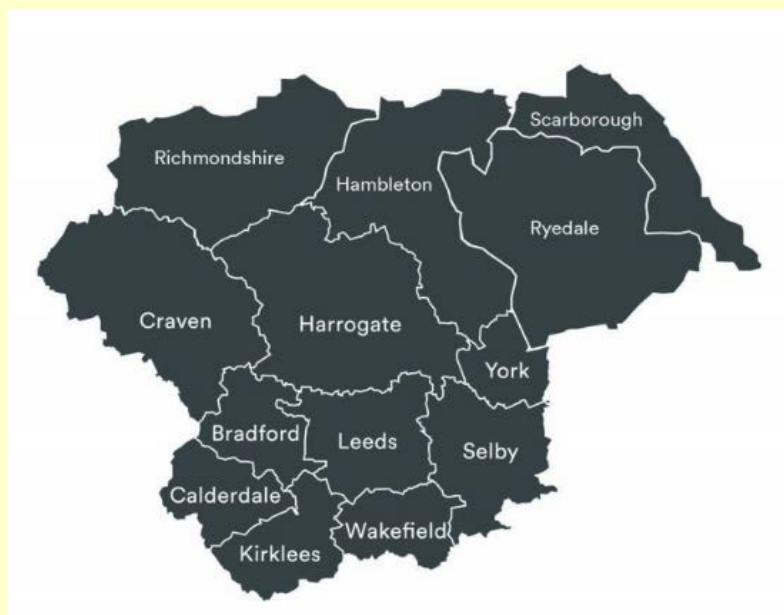 Scarborough
Richmondshire
Hambleton
Ryedale
Craven
Harrogate
York
Bradford
Leeds
Selby
Calderdale
Wakefield
Kirklees